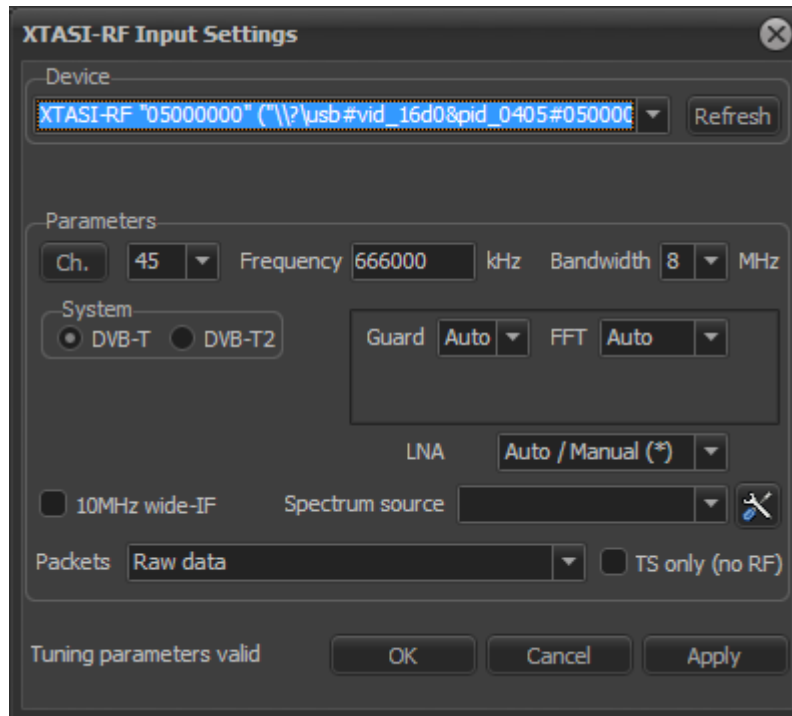 XTASI-RF Input Settings
Device
XTASI-RF "05000000" ("\\?\usb#vid_16d0&pid_0405#050000 Refresh
Parameters
Ch. 45 Frequency 666000 kHz Bandwidth 8 MHz
System
DVB-T DVB-T2 Guard Auto FFT Auto
LNA Auto / Manual (*)
10MHz wide-IF Spectrum source
Packets Raw data TS only (no RF)
Tuning parameters valid OK Cancel Apply